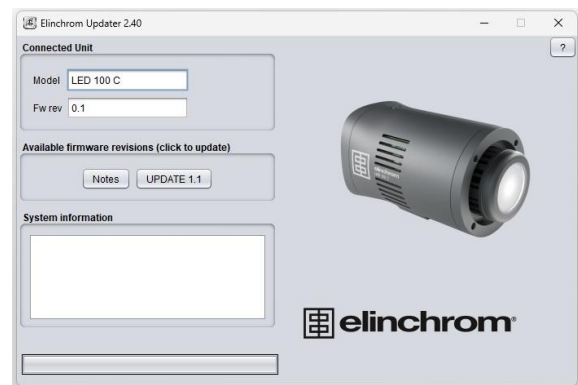 Elinchrom Updater 2.40
?
Connected Unit
Model LED 100 C
Fw rev 0.1
Available firmware revisions (click to update)
Notes UPDATE 1.1
System information
elinchrom